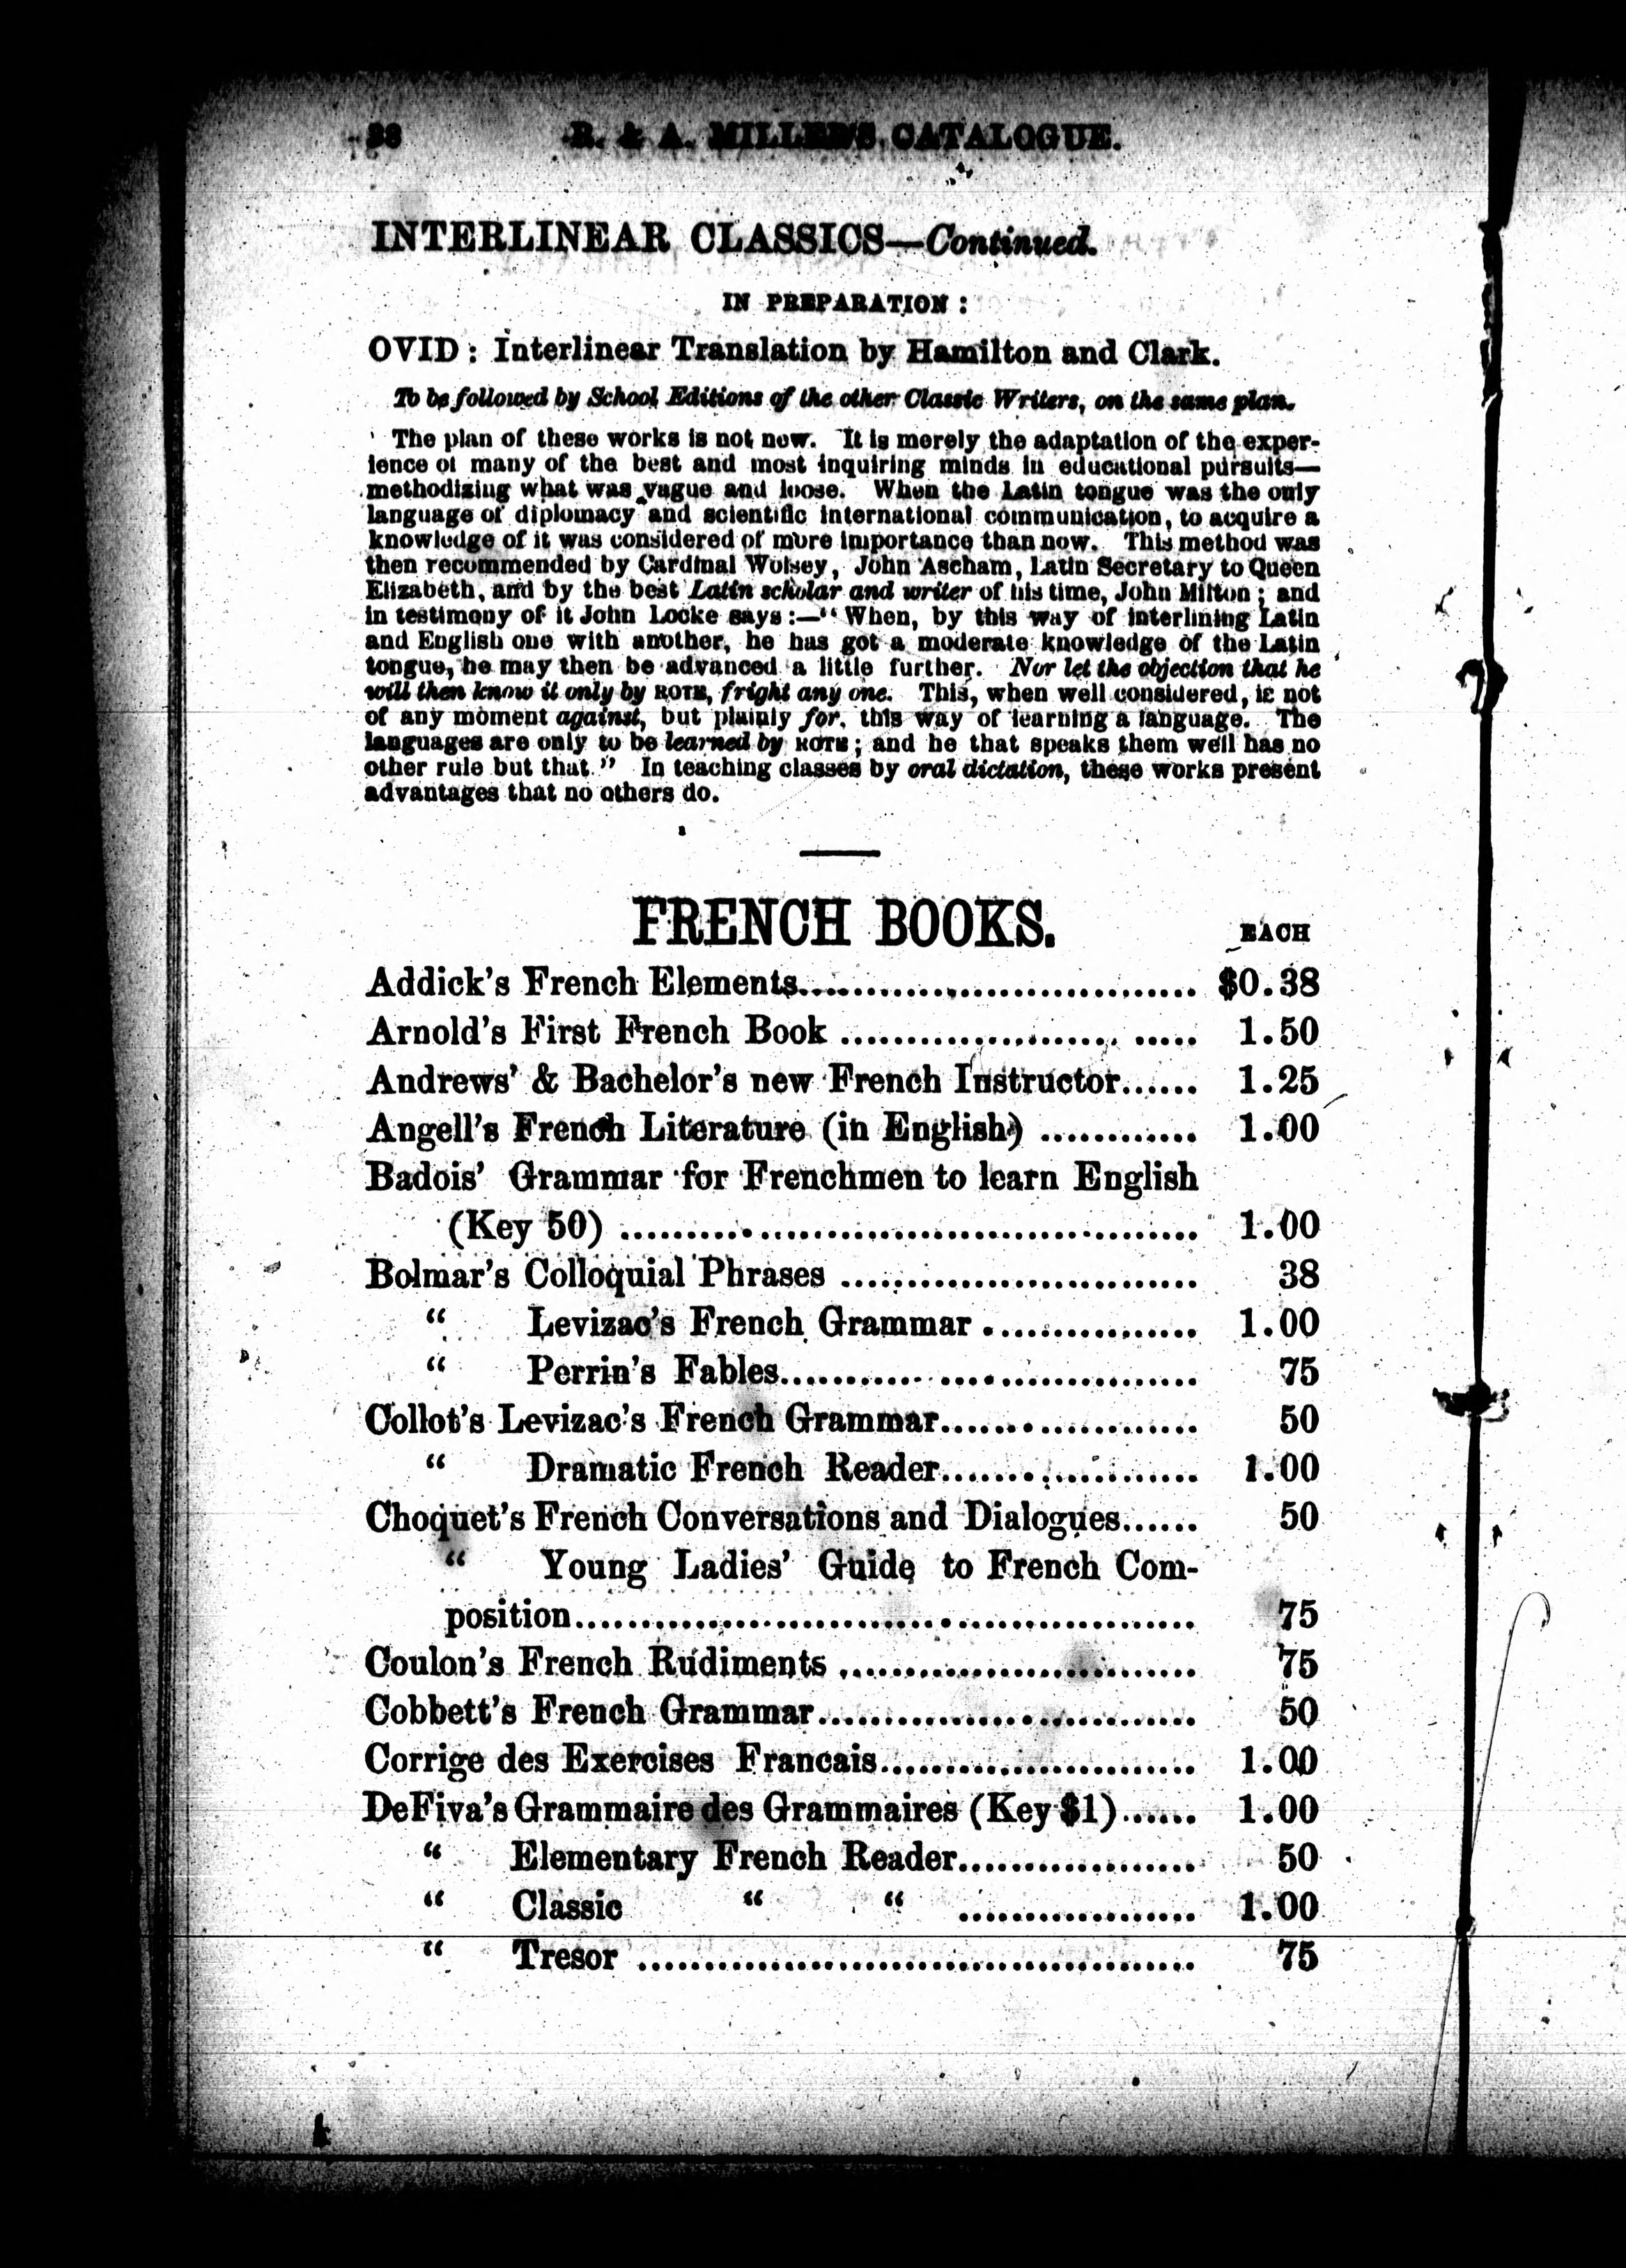 38 R. & A. MILLER'S CATALOGUE.
INTERLINEAR CLASSICS—Continued.
IN PREPARATION:
OVID: Interlinear Translation by Hamilton and Clark.
To be followed by School Editions of the other Classic Writers, on the same plan.
The plan of these works is not new. It is merely the adaptation of the exper-
ience of many of the best and most inquiring minds in educational pursuits—
methodizing what was vague and loose. When the Latin tongue was the only
language of diplomacy and scientific international communication, to acquire a
knowledge of it was considered of more importance than now. This method was
then recommended by Cardinal Wolsey, John Ascham, Latin Secretary to Queen
Elizabeth, and by the best Latin scholar and writer of his time, John Milton; and
in testimony of it John Locke says:—"When, by this way of interlining Latin
and English one with another, he has got a moderate knowledge of the Latin
tongue, he may then be advanced a little further. Nor let the objection that he
will then know it only by ROTE, fright any one. This, when well considered, is not
of any moment against, but plainly for, this way of learning a language. The
languages are only to be learned by ROTE; and he that speaks them well has no
other rule but that." In teaching classes by oral dictation, these works present
advantages that no others do.
FRENCH BOOKS.
EACH
Addick's French Elements.................................. $0.38
Arnold's First French Book .......................... 1.50
Andrews' & Bachelor's new French Instructor...... 1.25
Angell's French Literature (in English) ............ 1.00
Badois' Grammar for Frenchmen to learn English
(Key 50) ............................................ 1.00
Bolmar's Colloquial Phrases ........................... 38
" Levizac's French Grammar ................. 1.00
" Perrin's Fables................................ 75
Collot's Levizac's French Grammar.................... 50
" Dramatic French Reader.................... 1.00
Choquet's French Conversations and Dialogues...... 50
" Young Ladies' Guide to French Com-
position............................................... 75
Coulon's French Rudiments ........................... 75
Cobbett's French Grammar............................. 50
Corrige des Exercises Francais........................ 1.00
DeFiva's Grammaire des Grammaires (Key $1)...... 1.00
" Elementary French Reader.................. 50
" Classic " " .................. 1.00
" Tresor .......................................... 75